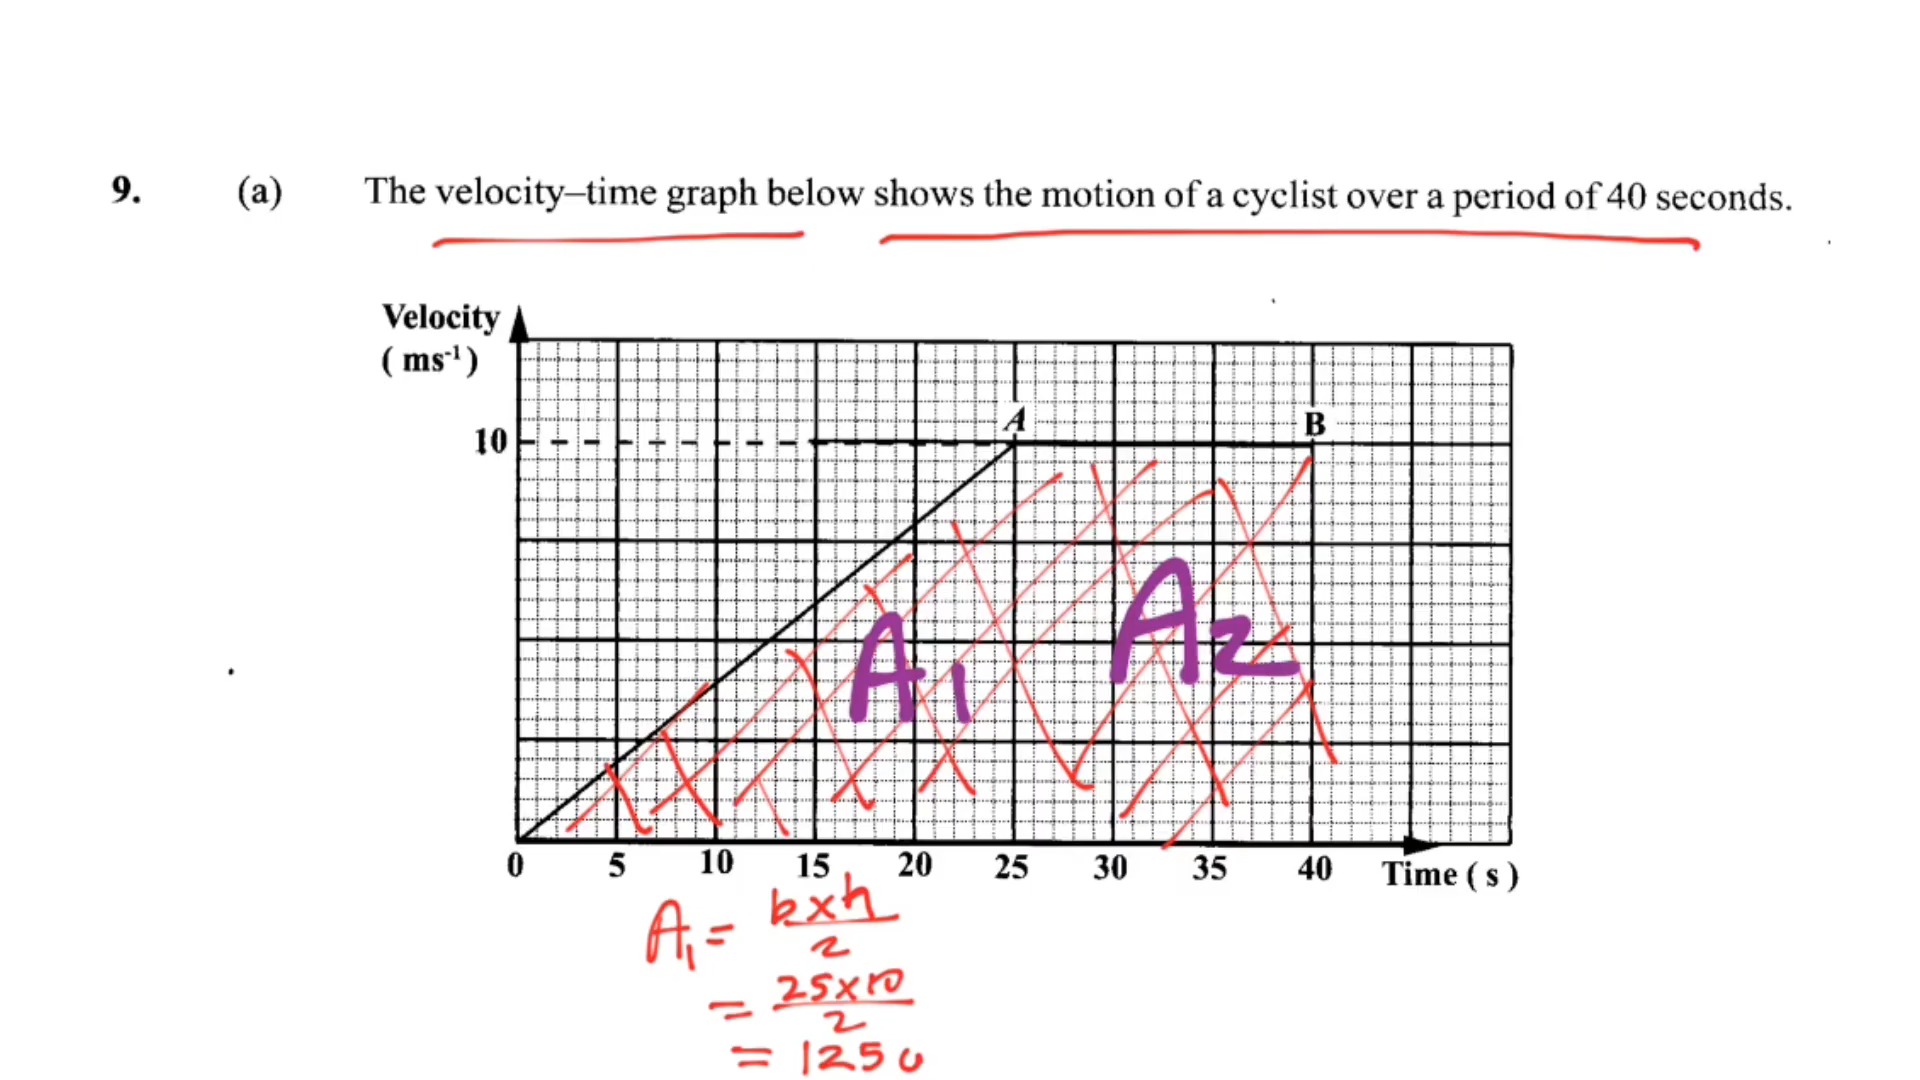 9. (a) The velocity–time graph below shows the motion of a cyclist over a period of 40 seconds.
Velocity
( ms⁻¹ )
A
B
10
A₁
A2
0 5 10 15 20 25 30 35 40 Time ( s )
A₁ = b×h
2
= 25×10
2
= 125